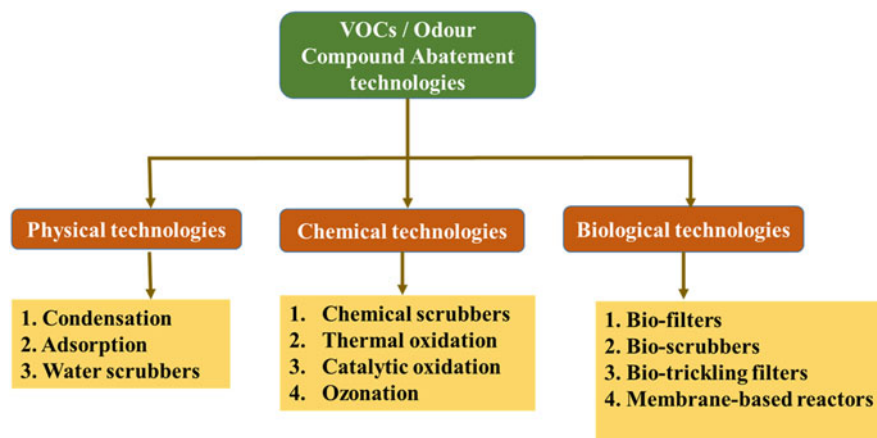 VOCs / Odour
Compound Abatement
technologies
Physical technologies
1. Condensation
2. Adsorption
3. Water scrubbers
Chemical technologies
1. Chemical scrubbers
2. Thermal oxidation
3. Catalytic oxidation
4. Ozonation
Biological technologies
1. Bio-filters
2. Bio-scrubbers
3. Bio-trickling filters
4. Membrane-based reactors